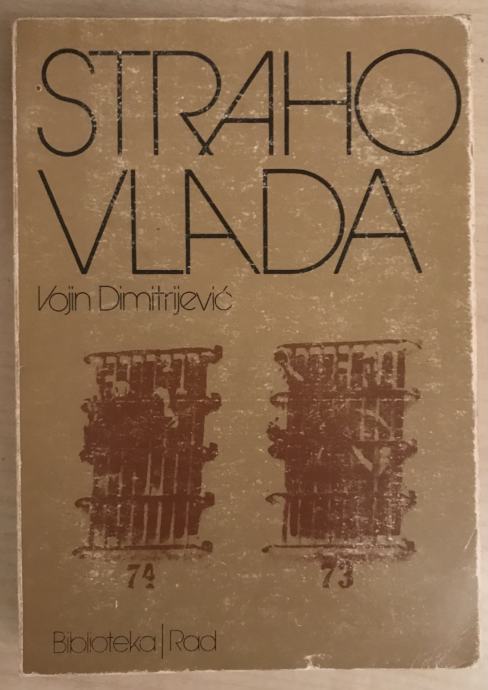 STRAHO
VLADA
Vojin Dimitrijević
74 73
Biblioteka|Rad